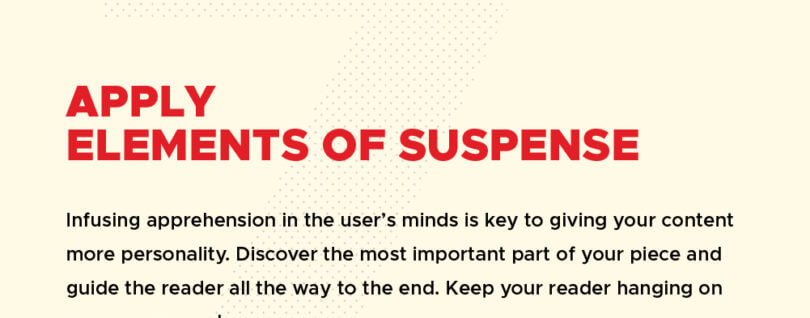 APPLY
ELEMENTS OF SUSPENSE
Infusing apprehension in the user’s minds is key to giving your content
more personality. Discover the most important part of your piece and
guide the reader all the way to the end. Keep your reader hanging on